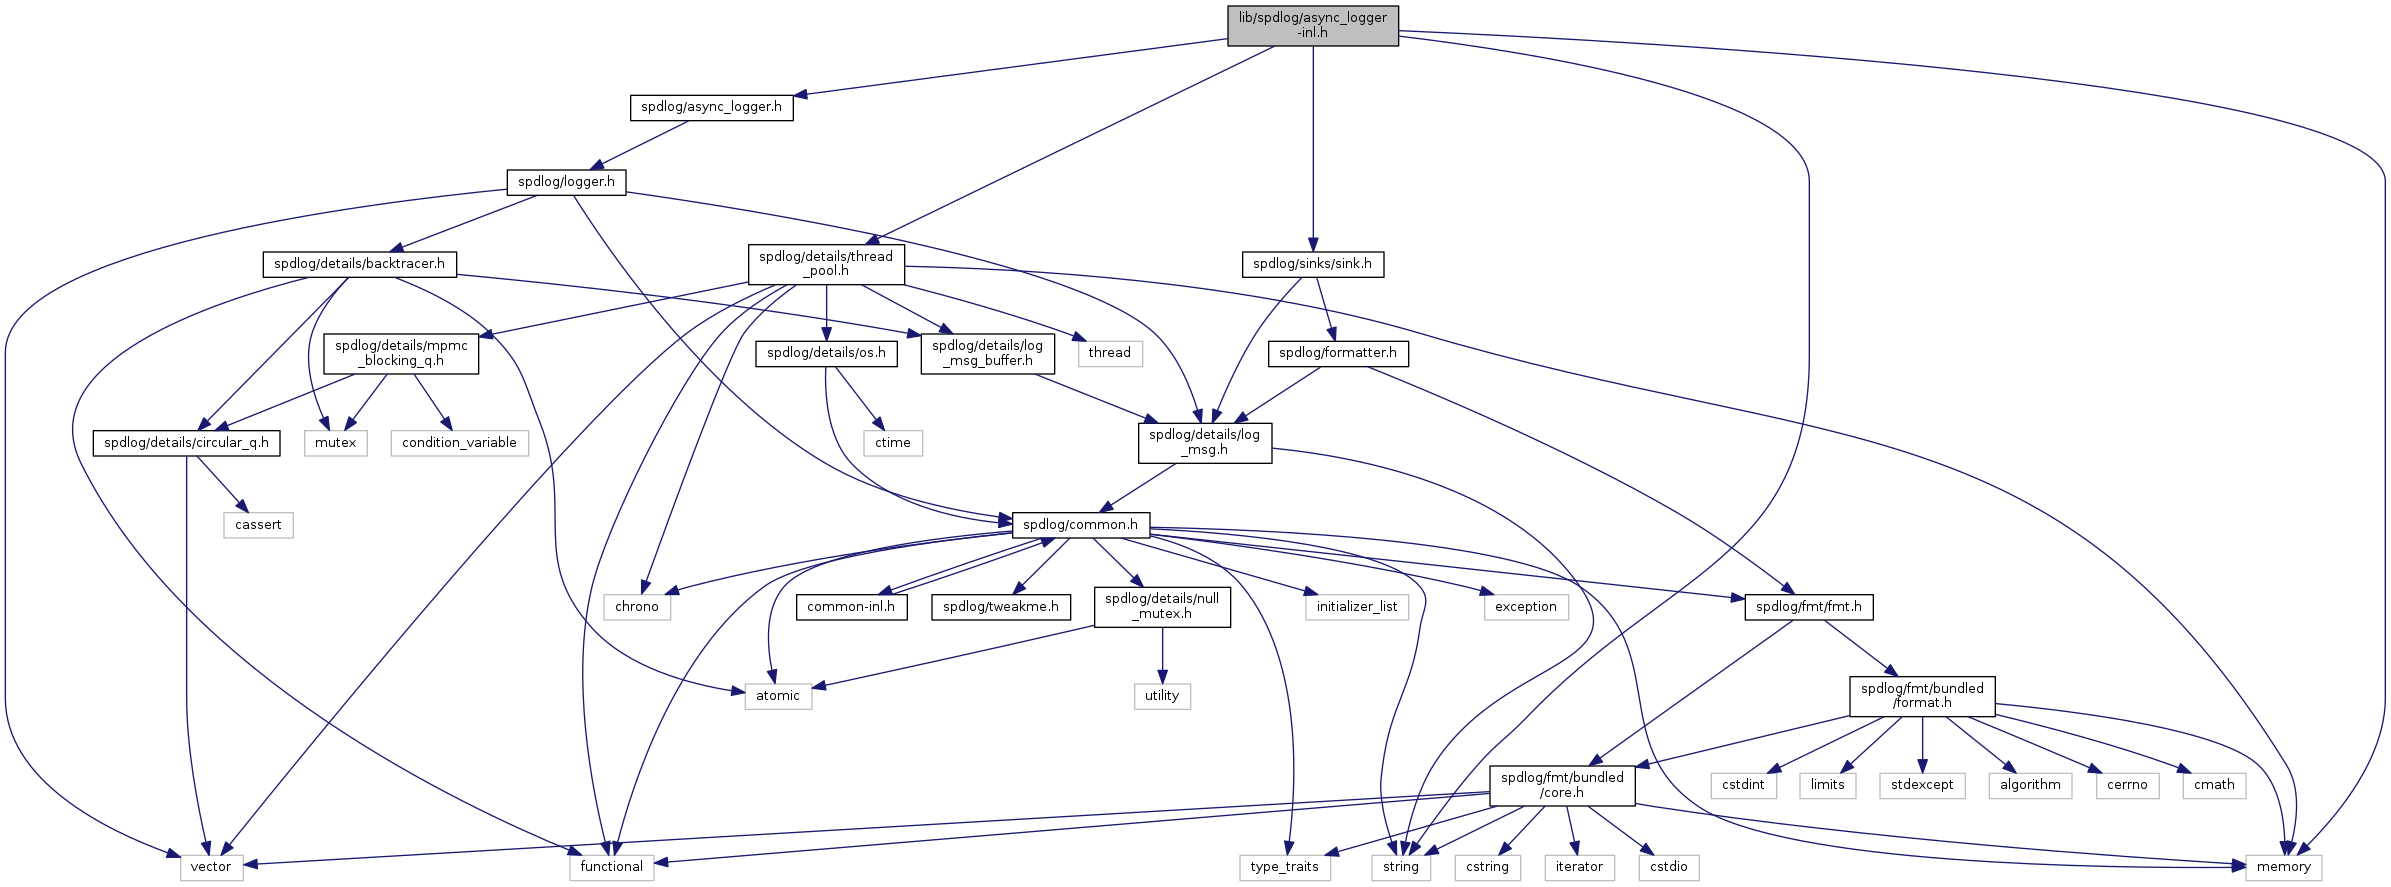 lib/spdlog/async_logger
-inl.h
spdlog/async_logger.h
spdlog/logger.h
spdlog/details/backtracer.h
spdlog/details/thread
_pool.h
spdlog/sinks/sink.h
spdlog/details/mpmc
_blocking_q.h
spdlog/details/os.h
spdlog/details/log
_msg_buffer.h
thread
spdlog/formatter.h
spdlog/details/circular_q.h
mutex
condition_variable
ctime
spdlog/details/log
_msg.h
cassert
spdlog/common.h
chrono
common-inl.h
spdlog/tweakme.h
spdlog/details/null
_mutex.h
initializer_list
exception
spdlog/fmt/fmt.h
atomic
utility
spdlog/fmt/bundled
/format.h
spdlog/fmt/bundled
/core.h
cstdint
limits
stdexcept
algorithm
cerrno
cmath
vector
functional
type_traits
string
cstring
iterator
cstdio
memory